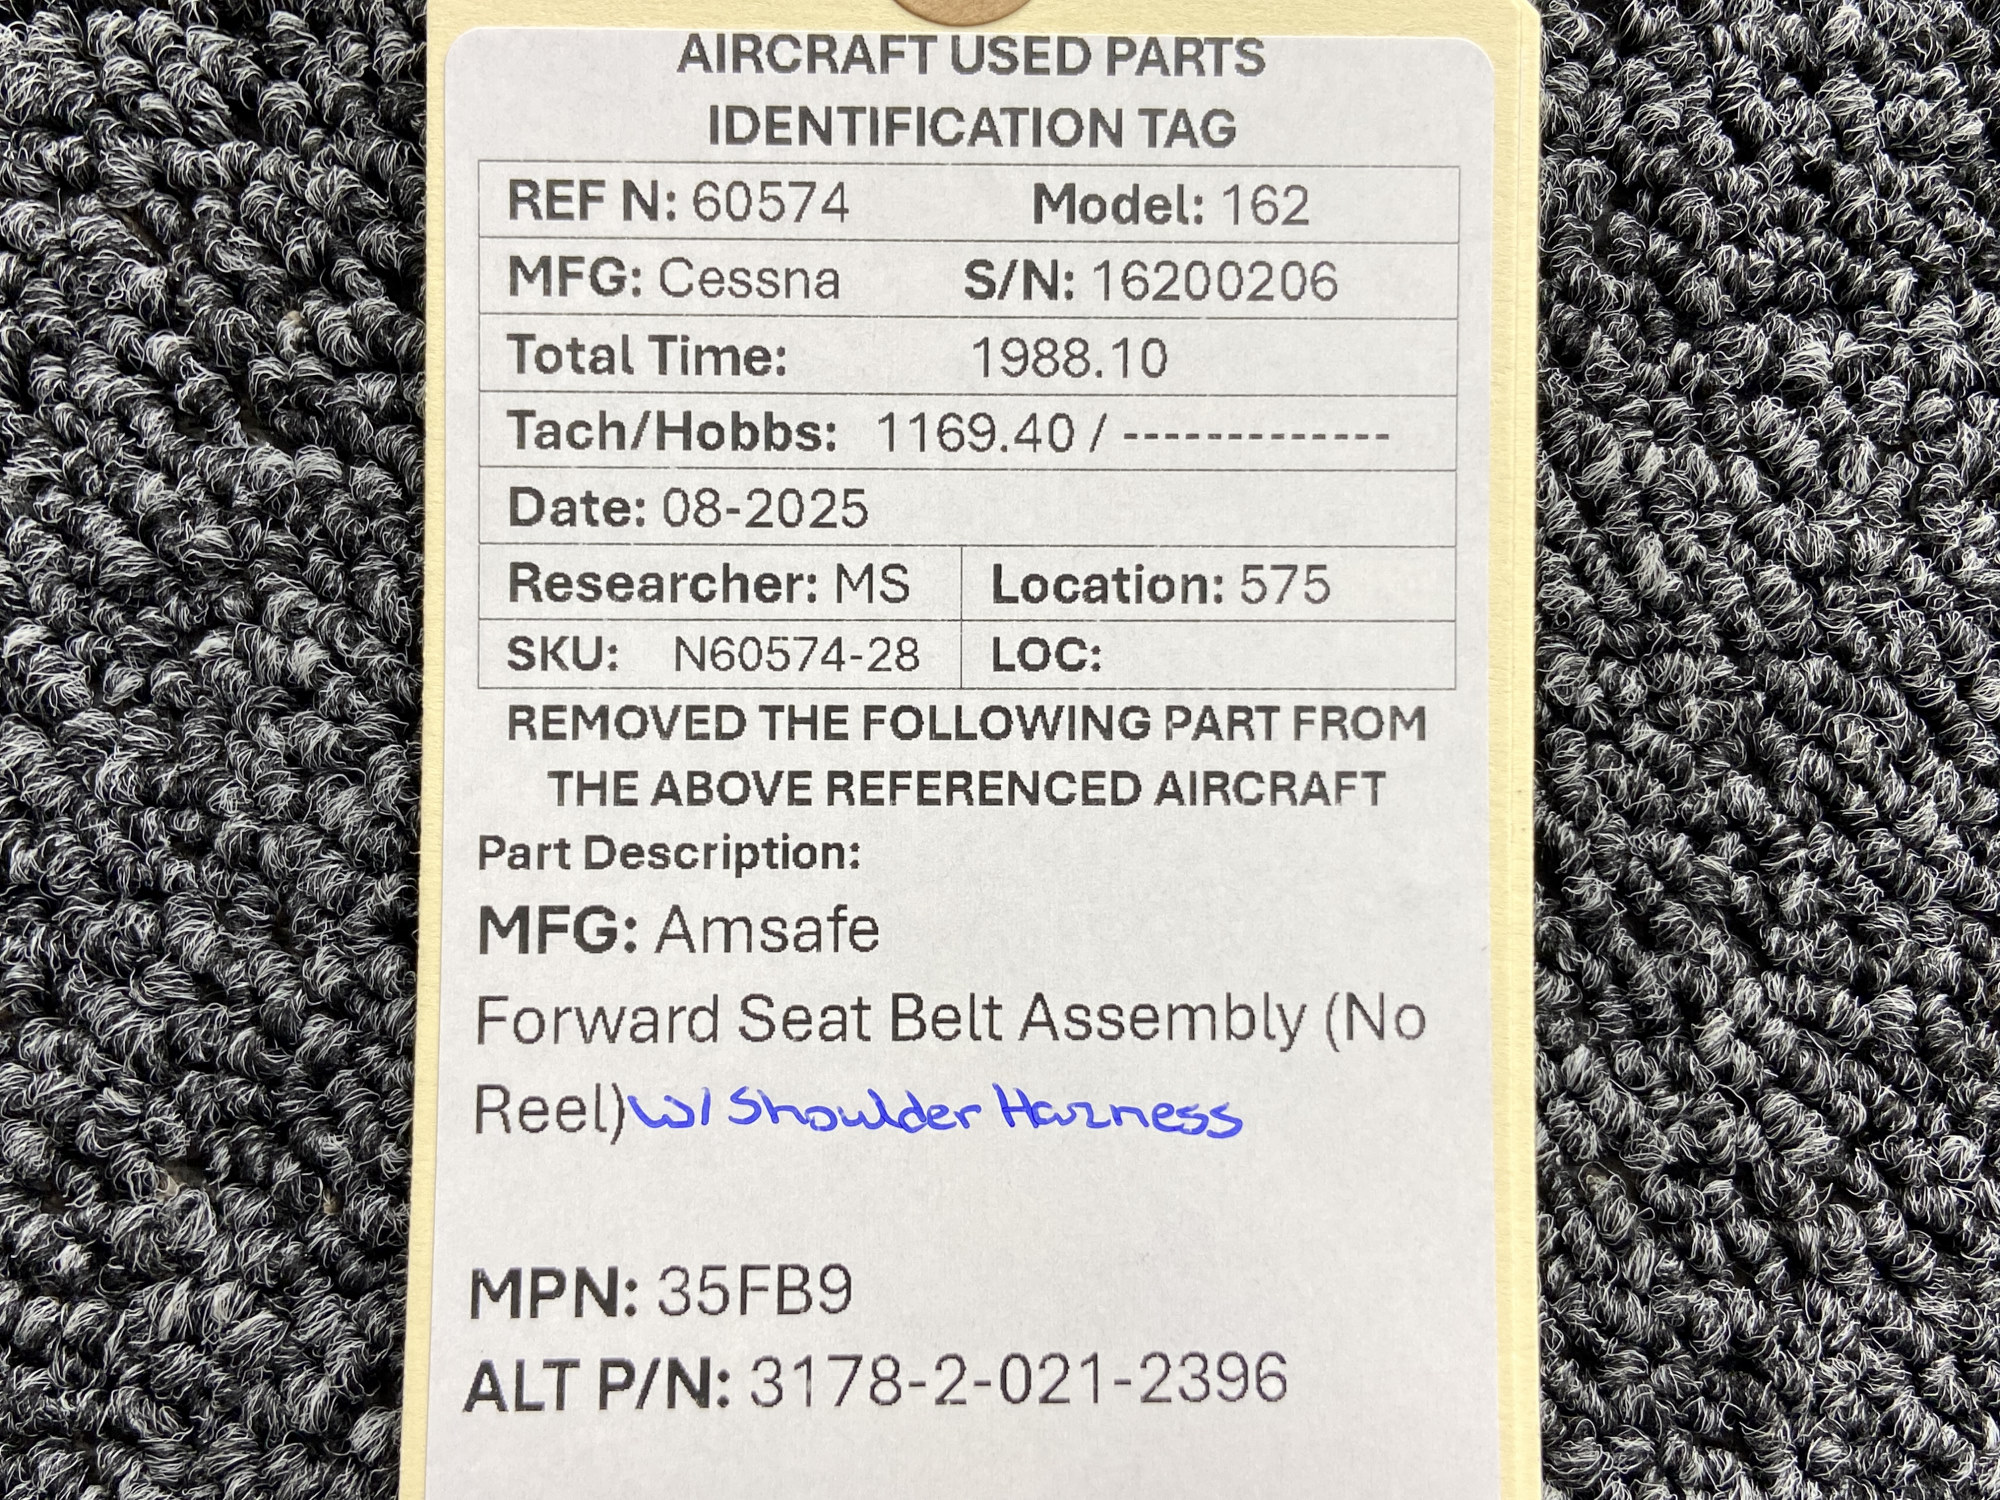 AIRCRAFT USED PARTS
IDENTIFICATION TAG
REF N: 60574 Model: 162
MFG: Cessna S/N: 16200206
Total Time: 1988.10
Tach/Hobbs: 1169.40 / -------------
Date: 08-2025
Researcher: MS Location: 575
SKU: N60574-28 LOC:
REMOVED THE FOLLOWING PART FROM
THE ABOVE REFERENCED AIRCRAFT
Part Description:
MFG: Amsafe
Forward Seat Belt Assembly (No
Reel) w/ Shoulder Harness
MPN: 35FB9
ALT P/N: 3178-2-021-2396